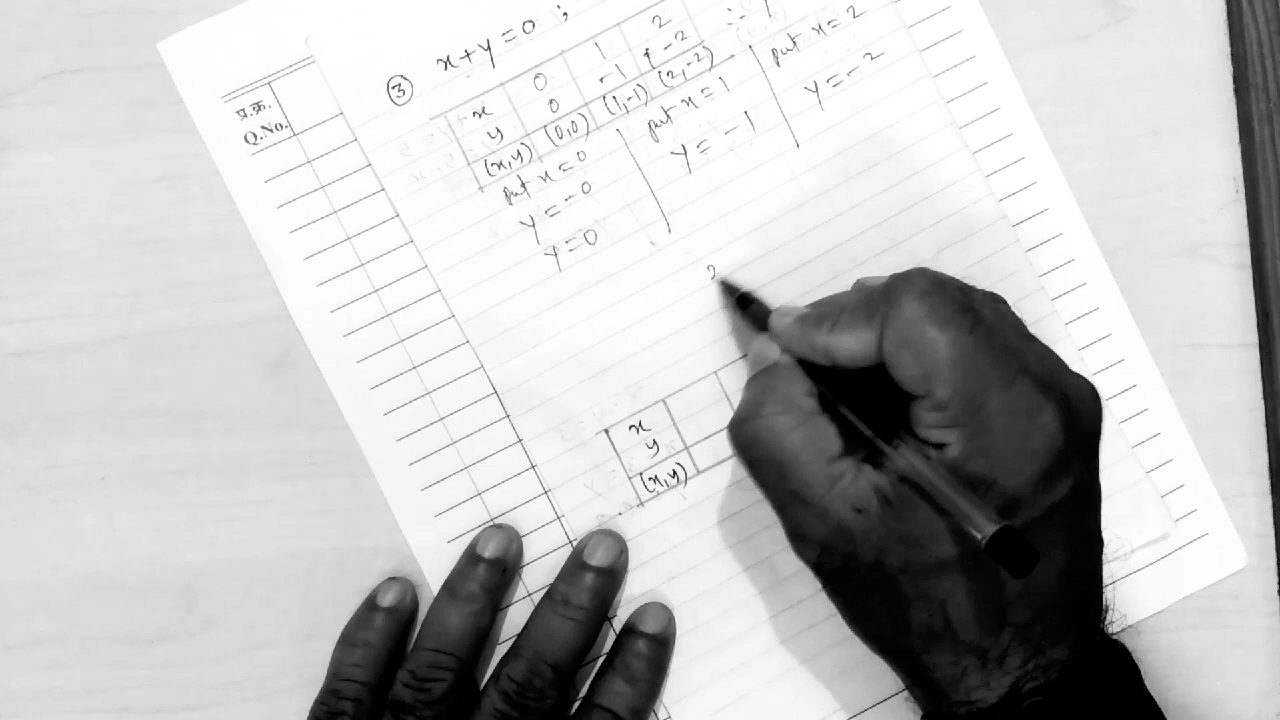 प्र.क्र.
Q.No.
③ x+y=0 ;
x 0 1 2
y 0 -1 -2
(x,y) (0,0) (1,-1) (2,-2)
put x=0
y=-0
y=0
put x=1
y=-1
put x=2
y=-2
x
y
(x,y)